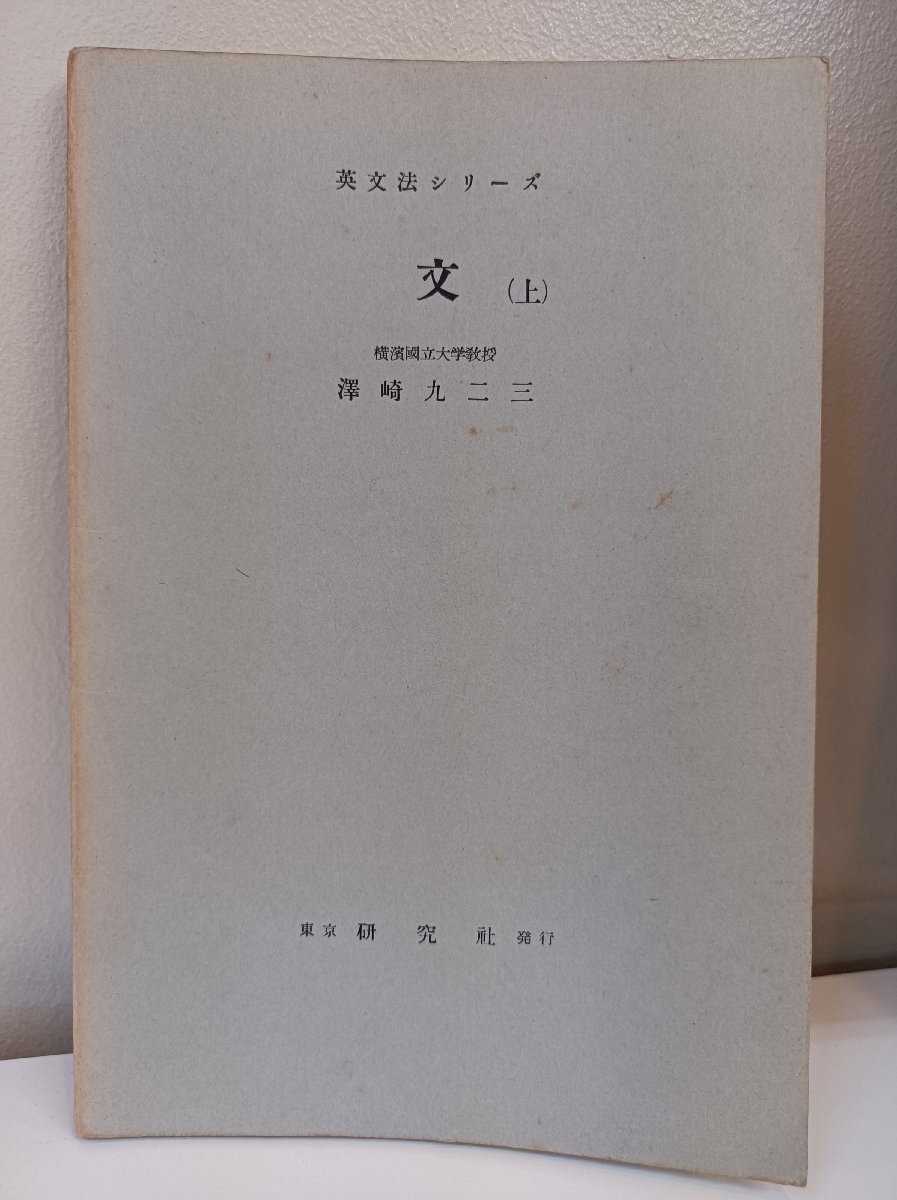 英文法シリーズ
文 (上)
横濱國立大学教授
澤崎九二三
東京 研究社 発行